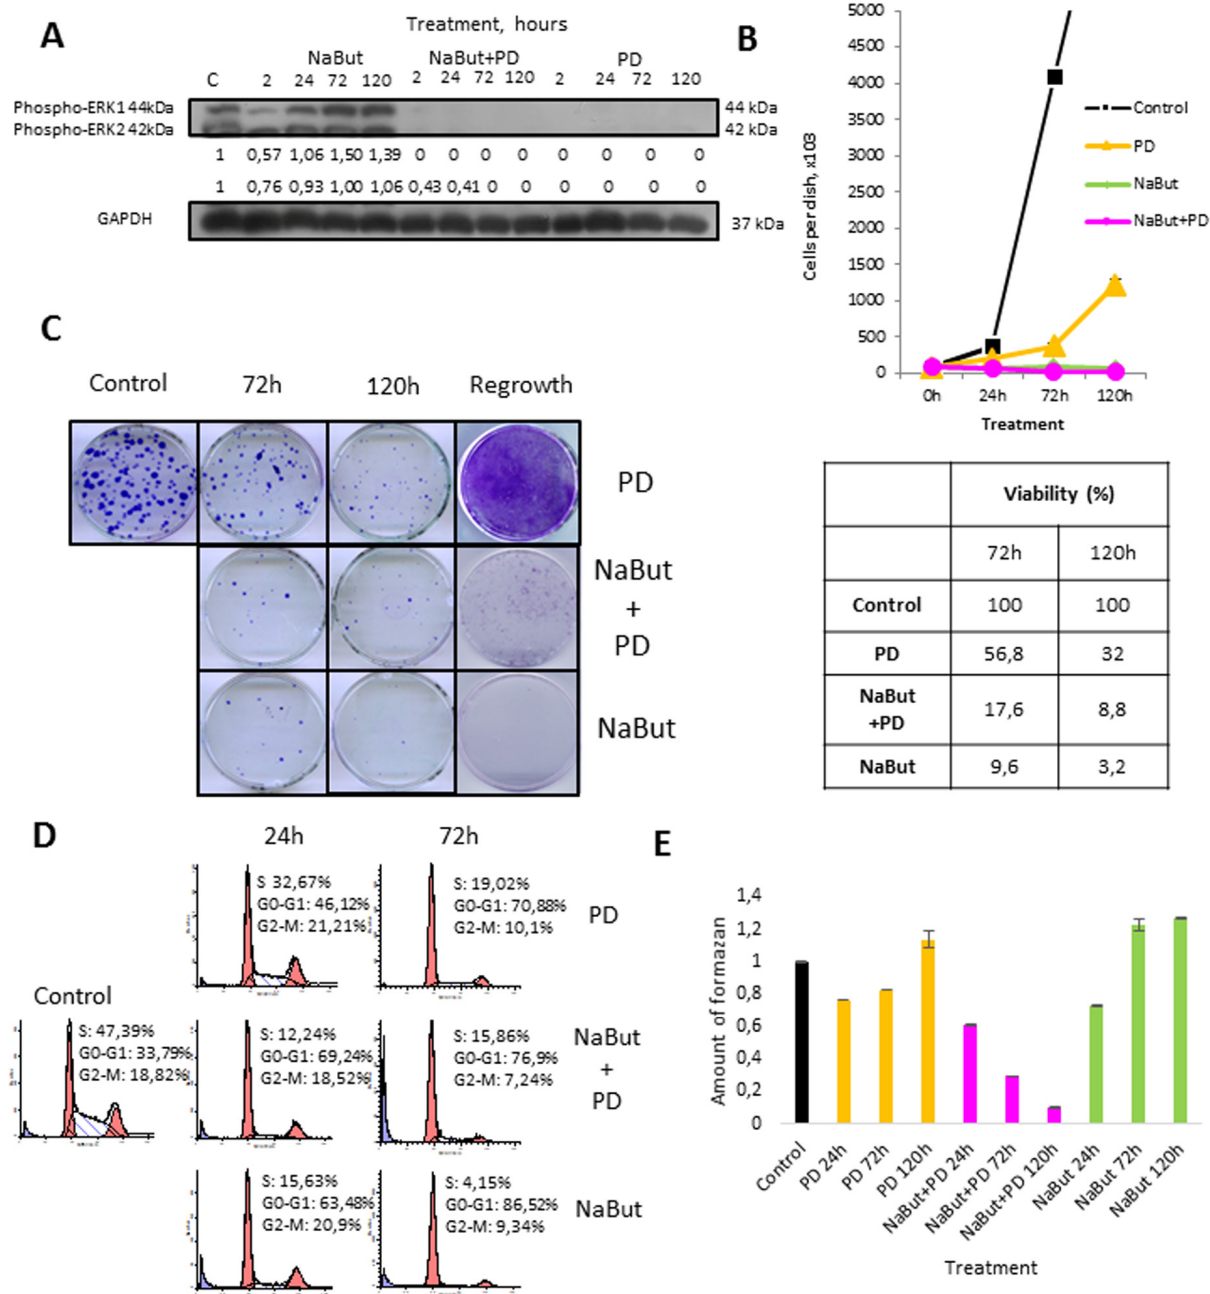 A
Treatment, hours
NaBut NaBut+PD PD
C 2 24 72 120 2 24 72 120 2 24 72 120
Phospho-ERK1 44kDa 44 kDa
Phospho-ERK2 42kDa 42 kDa
1 0,57 1,06 1,50 1,39 0 0 0 0 0 0 0 0
1 0,76 0,93 1,00 1,06 0,43 0,41 0 0 0 0 0 0
GAPDH 37 kDa
B
Cells per dish, x103
5000
4500
4000
3500
3000
2500
2000
1500
1000
500
0
0h 24h 72h 120h
Treatment
Control
PD
NaBut
NaBut+PD
Viability (%)
72h 120h
Control 100 100
PD 56,8 32
NaBut
+PD 17,6 8,8
NaBut 9,6 3,2
C
Control 72h 120h Regrowth
PD
NaBut
+
PD
NaBut
D
24h 72h
S 32,67%
G0-G1: 46,12%
G2-M: 21,21%
S: 19,02%
G0-G1: 70,88%
G2-M: 10,1%
PD
Control
S: 47,39%
G0-G1: 33,79%
G2-M: 18,82%
S: 12,24%
G0-G1: 69,24%
G2-M: 18,52%
S: 15,86%
G0-G1: 76,9%
G2-M: 7,24%
NaBut
+
PD
S: 15,63%
G0-G1: 63,48%
G2-M: 20,9%
S: 4,15%
G0-G1: 86,52%
G2-M: 9,34%
NaBut
E
Amount of formazan
1,4
1,2
1
0,8
0,6
0,4
0,2
0
Control
PD 24h
PD 72h
PD 120h
NaBut+PD 24h
NaBut+PD 72h
NaBut+PD 120h
NaBut 24h
NaBut 72h
NaBut 120h
Treatment